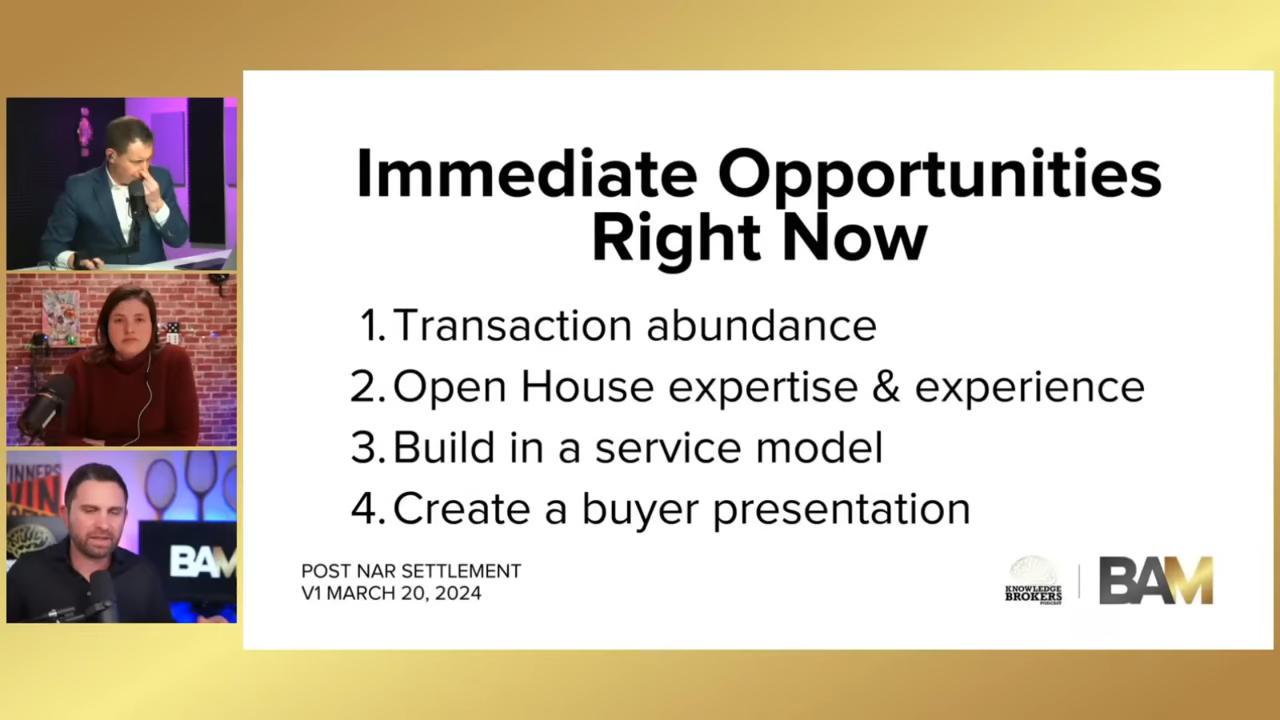 Immediate Opportunities
Right Now
1. Transaction abundance
2. Open House expertise & experience
3. Build in a service model
4. Create a buyer presentation
POST NAR SETTLEMENT
V1 MARCH 20, 2024
KNOWLEDGE
BROKERS
PODCAST
BAM
BAM